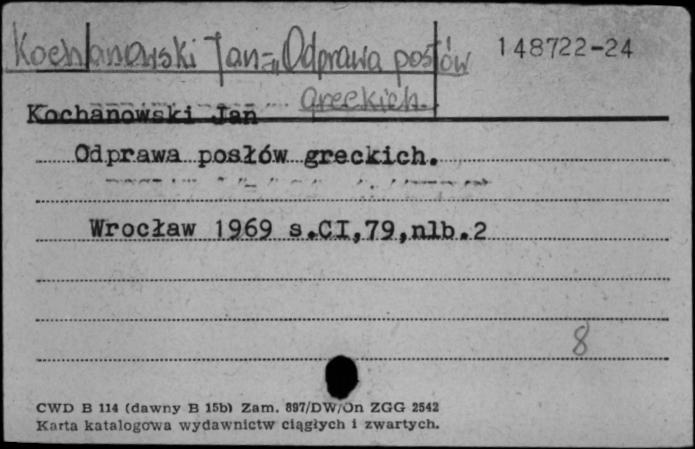 Kochanowski Jan = "Odprawa posłów 148722-24
greckich.
Kochanowski Jan
Odprawa posłów greckich.
Wrocław 1969 s.CI,79,nlb.2
8
CWD B 114 (dawny B 15b) Zam. 897/DW/On ZGG 2542
Karta katalogowa wydawnictw ciągłych i zwartych.